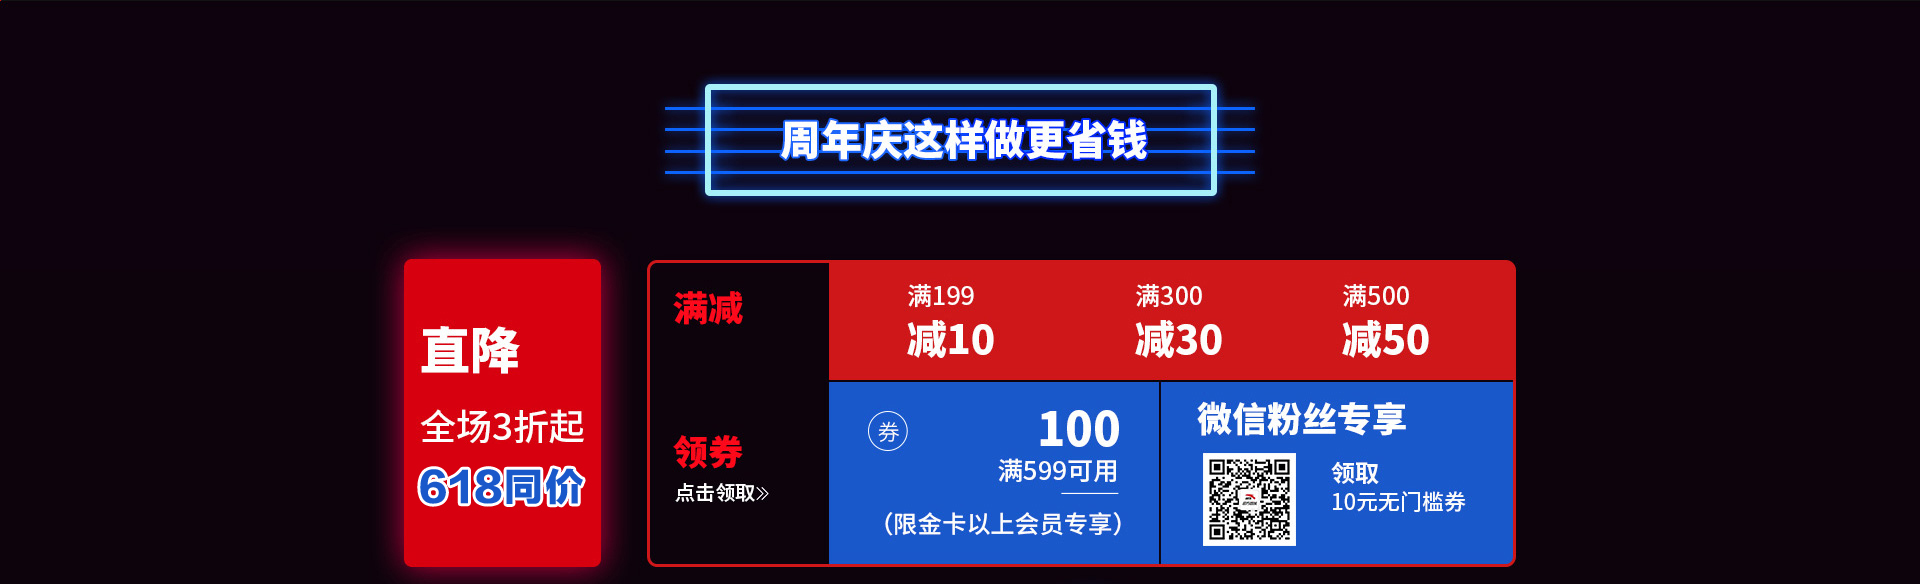 周年庆这样做更省钱
直降
全场3折起
618同价
满减
满199
减10
满300
减30
满500
减50
领券
点击领取»
券
100
满599可用
（限金卡以上会员专享）
微信粉丝专享
领取
10元无门槛券